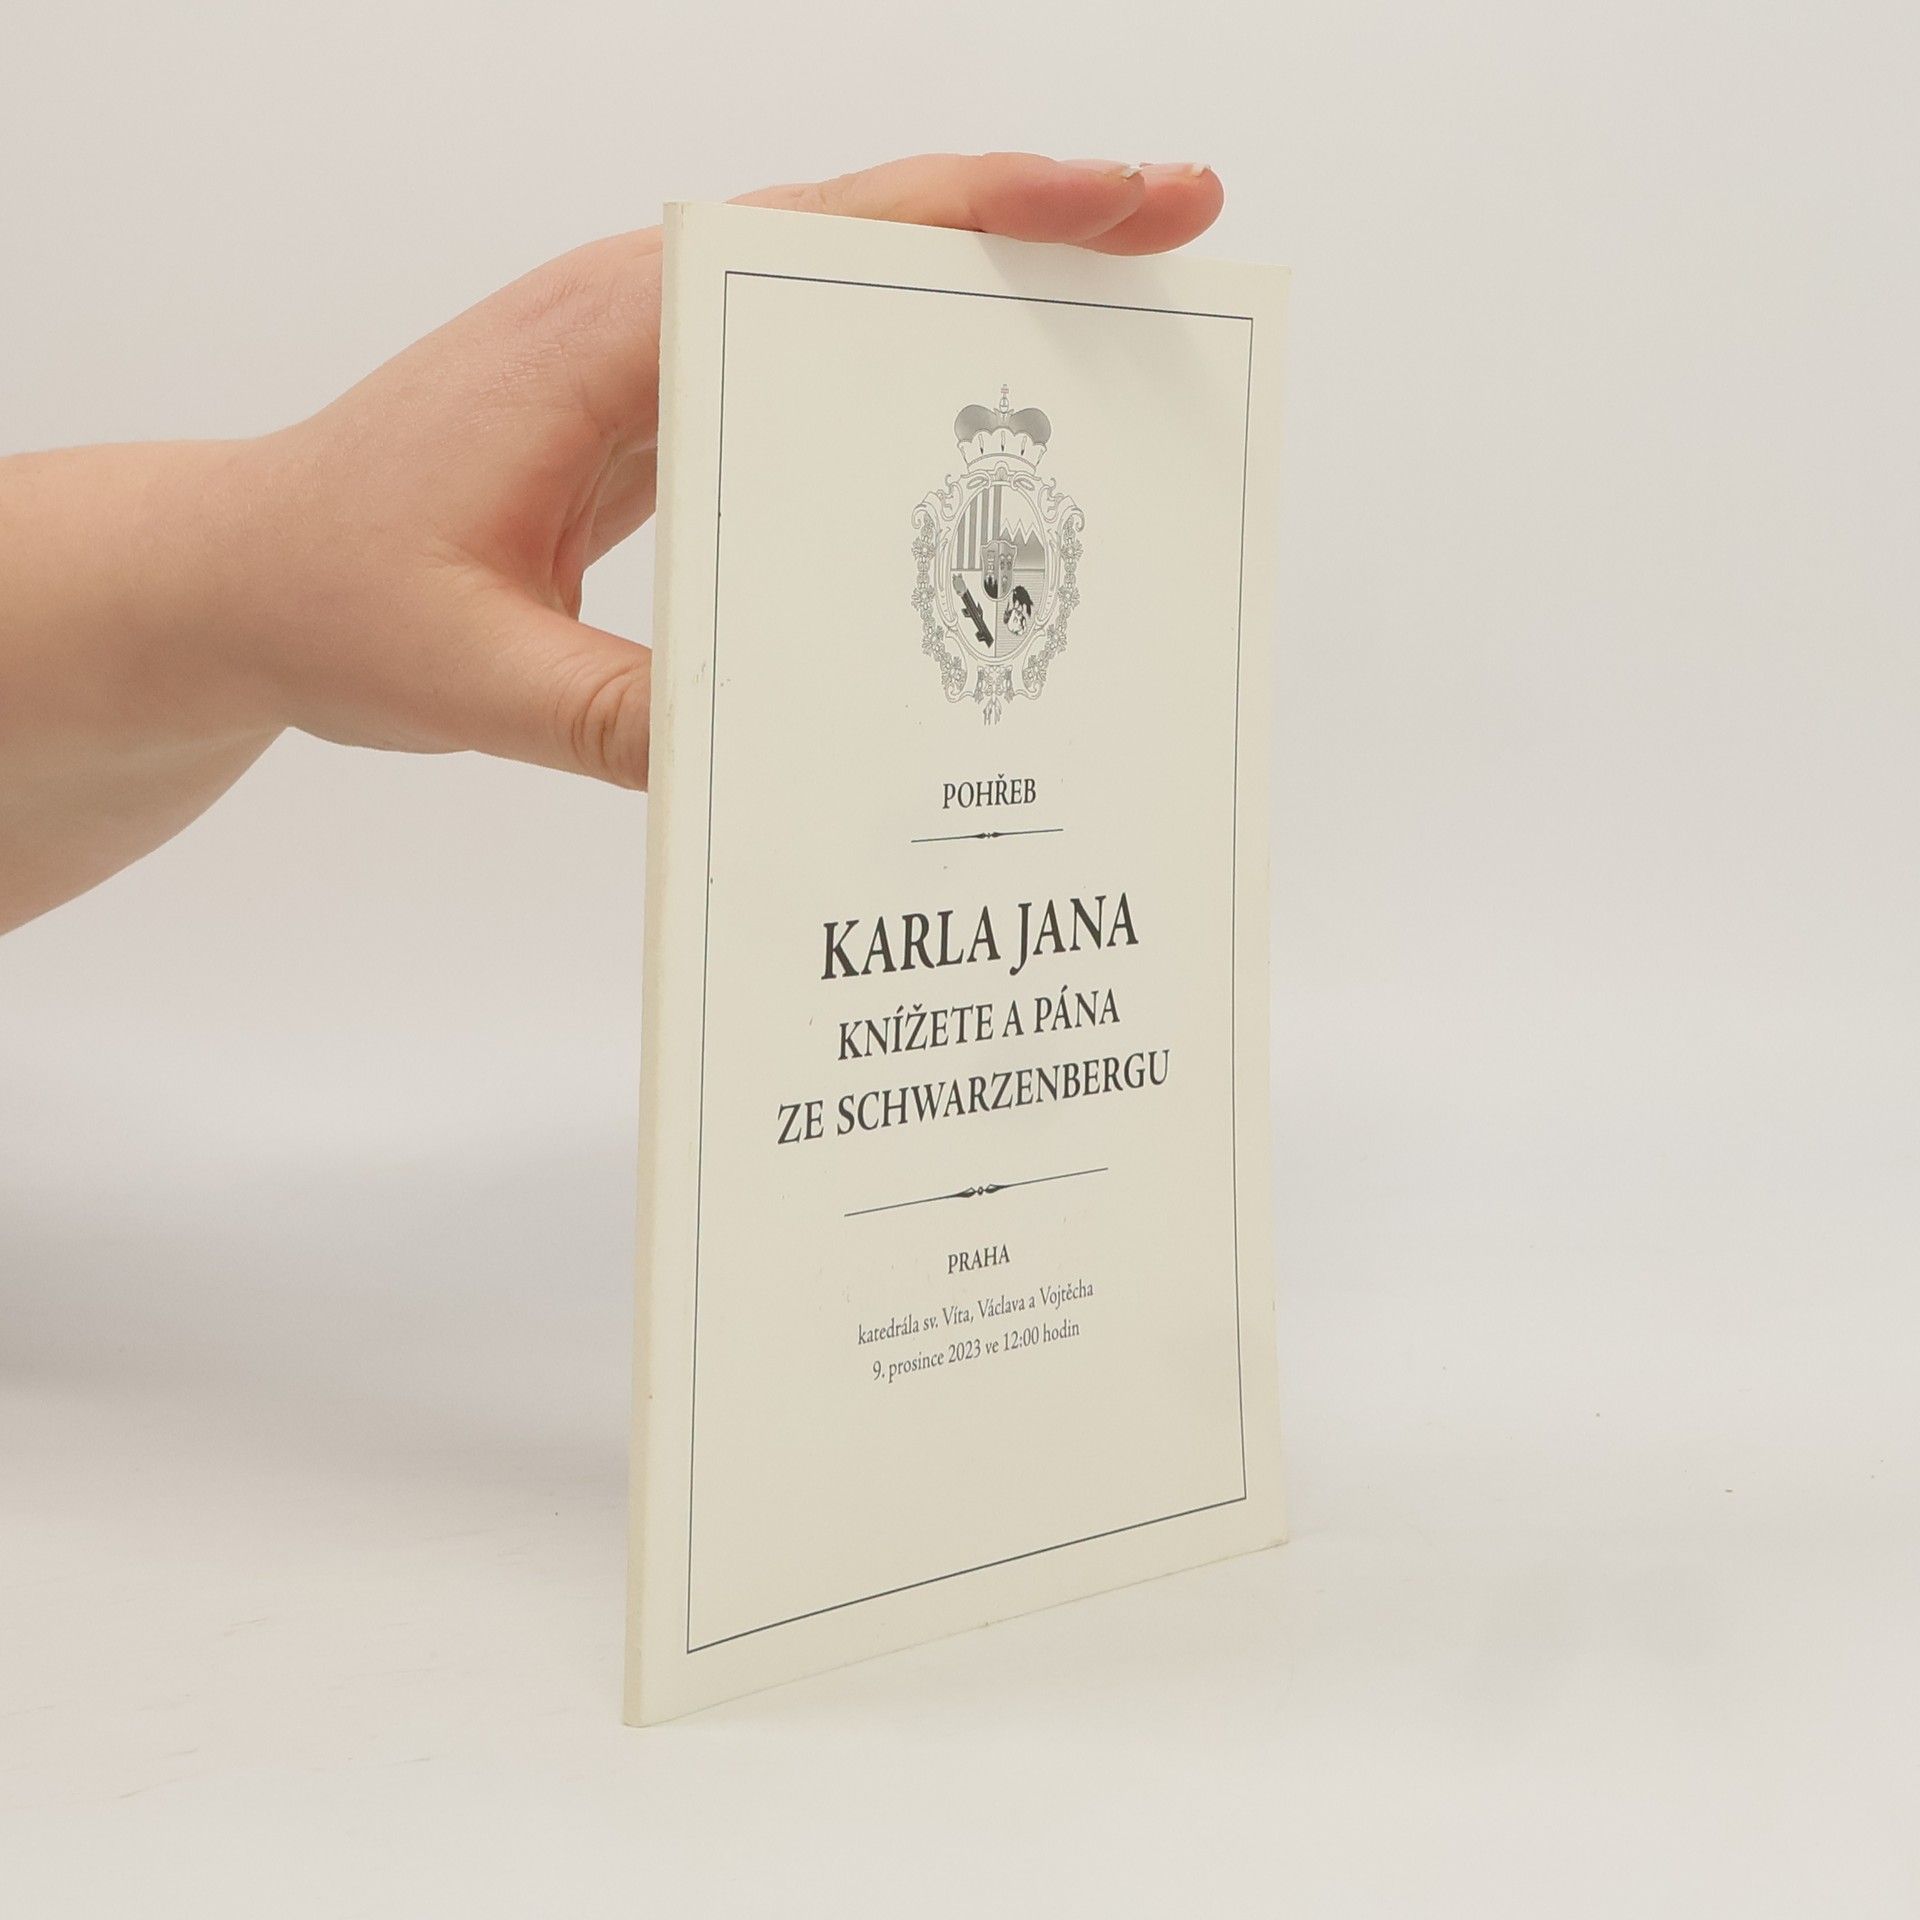 POHŘEB
KARLA JANA
KNÍŽETE A PÁNA
ZE SCHWARZENBERGU
PRAHA
katedrála sv. Víta, Václava a Vojtěcha
9. prosince 2023 ve 12:00 hodin